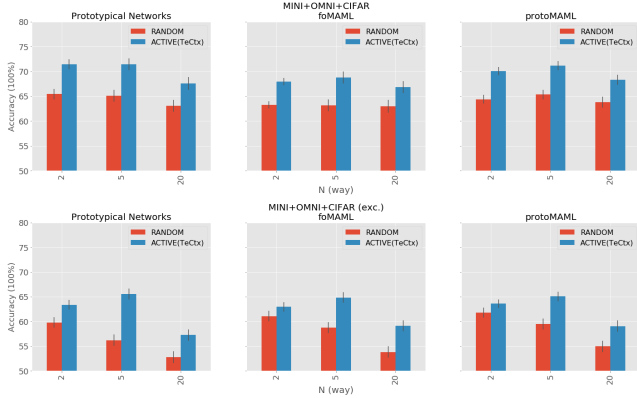 MINI+OMNI+CIFAR
Prototypical Networks
foMAML
protoMAML
80
75
70
65
60
55
50
Accuracy (100%)
RANDOM
ACTIVE(TeCtx)
RANDOM
ACTIVE(TeCtx)
RANDOM
ACTIVE(TeCtx)
2
5
20
2
5
20
2
5
20
N (way)
MINI+OMNI+CIFAR (exc.)
Prototypical Networks
foMAML
protoMAML
80
75
70
65
60
55
50
Accuracy (100%)
RANDOM
ACTIVE(TeCtx)
RANDOM
ACTIVE(TeCtx)
RANDOM
ACTIVE(TeCtx)
2
5
20
2
5
20
2
5
20
N (way)